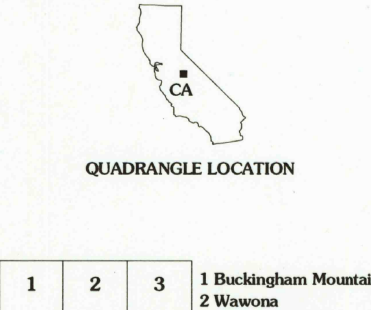 CA
QUADRANGLE LOCATION
1 2 3
1 Buckingham Mountai
2 Wawona